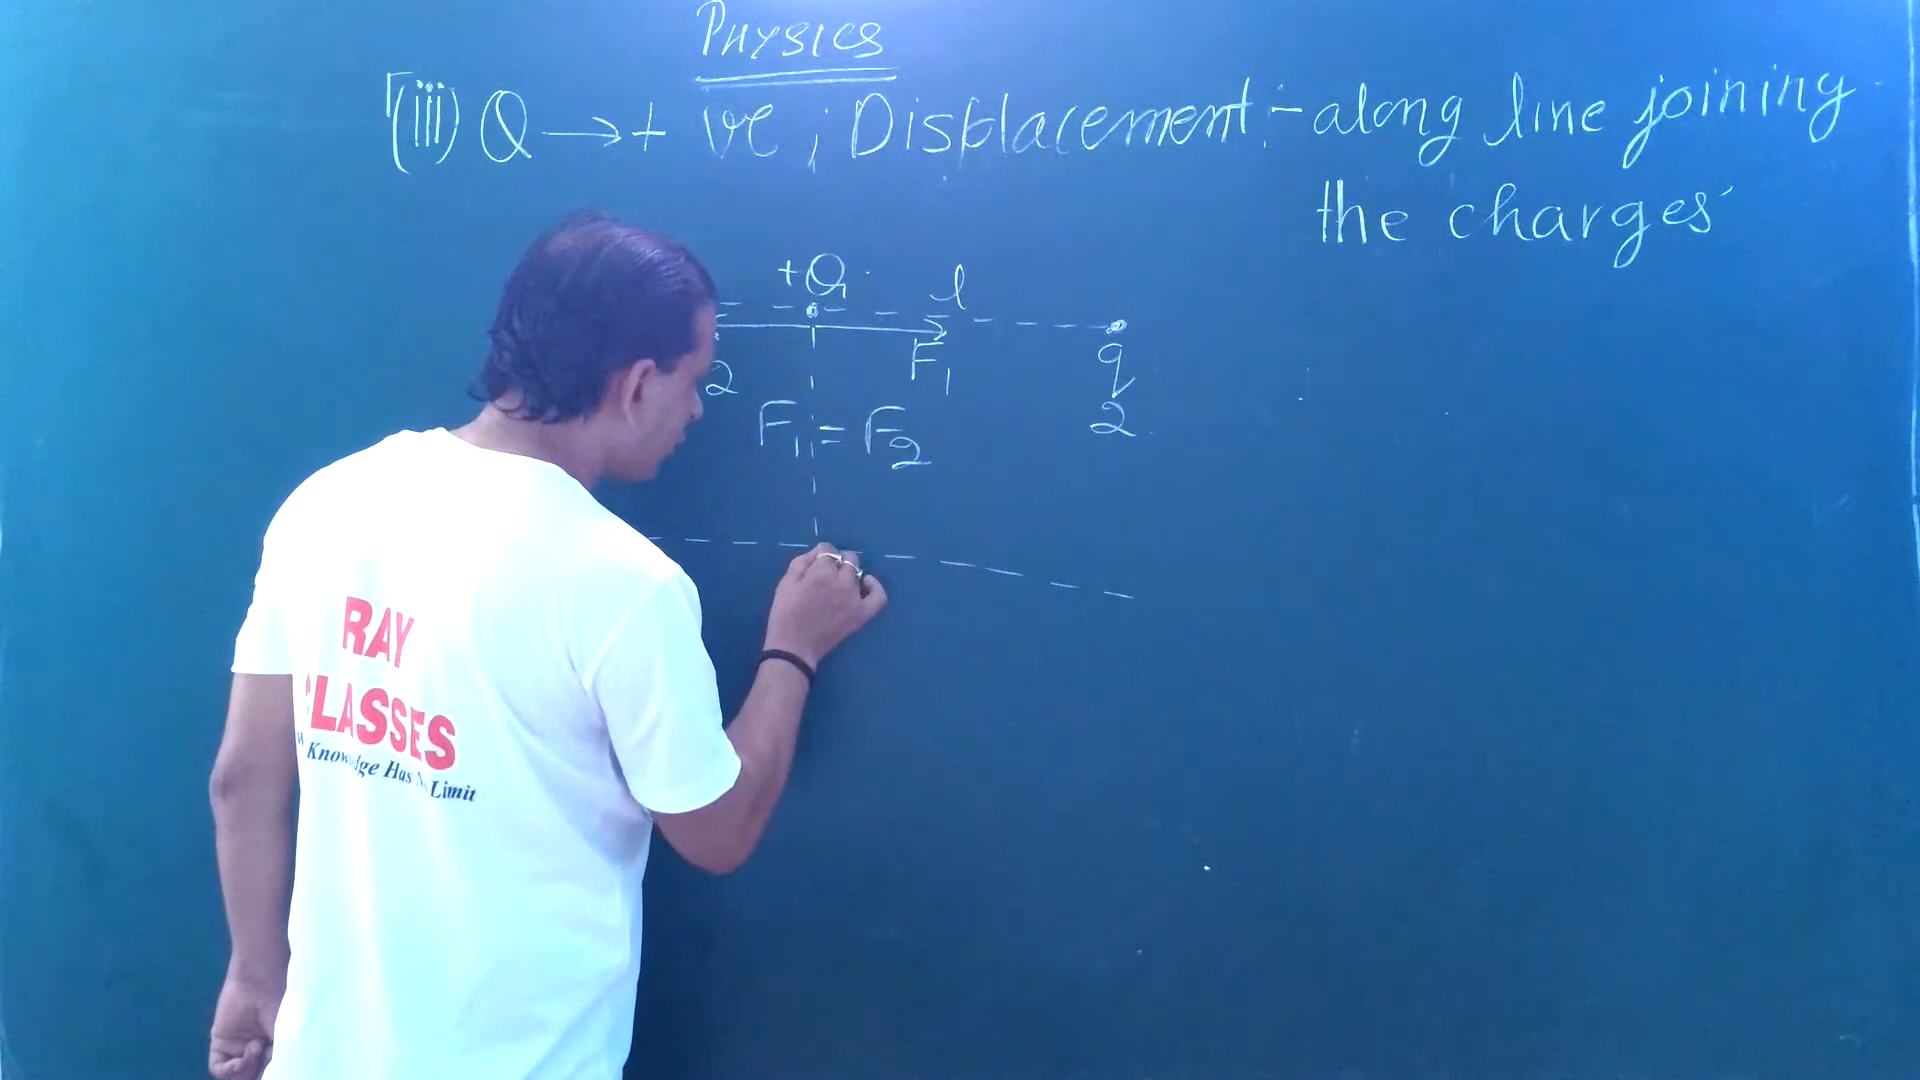 PHYSICS
(iii) Q → + ve ; Displacement :- along line joining
the charges
+Q l
2 F1 q
F1 = F2 2
RAY
CLASSES
Knowledge Has No Limit